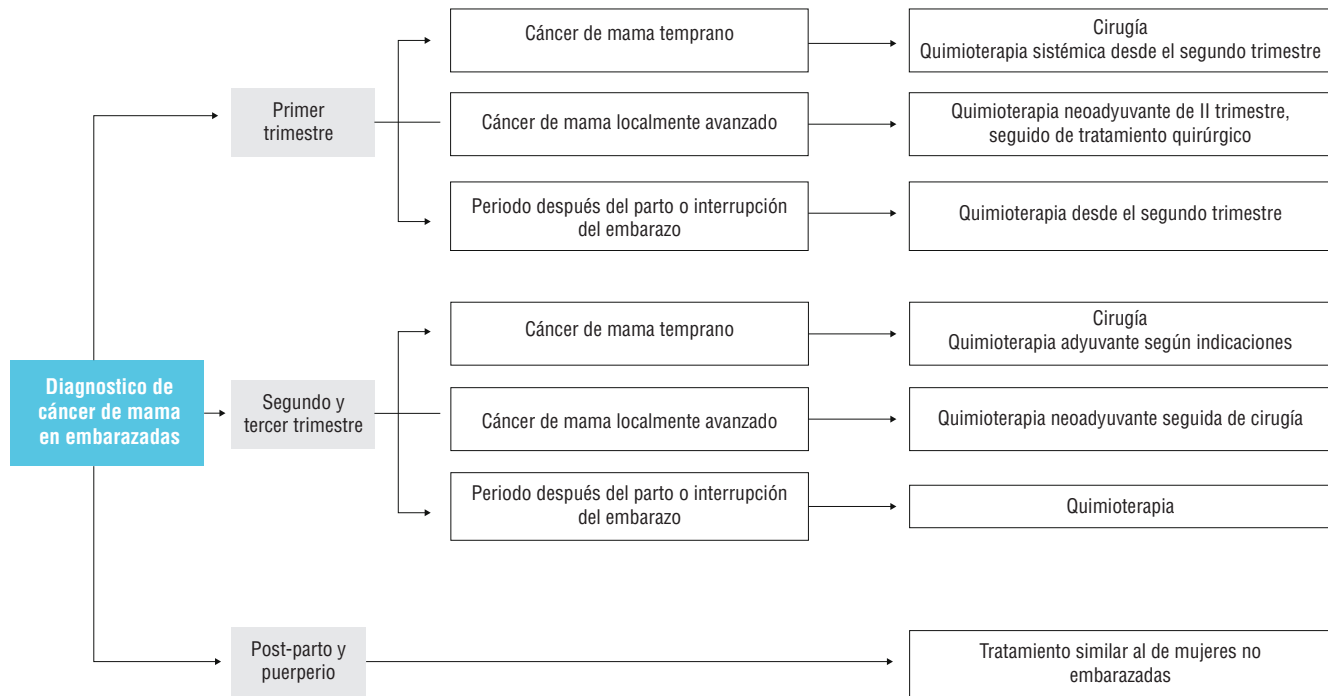 Diagnostico de
cáncer de mama
en embarazadas
Primer
trimestre
Cáncer de mama temprano
Cirugía
Quimioterapia sistémica desde el segundo trimestre
Cáncer de mama localmente avanzado
Quimioterapia neoadyuvante de II trimestre,
seguido de tratamiento quirúrgico
Periodo después del parto o interrupción
del embarazo
Quimioterapia desde el segundo trimestre
Segundo y
tercer trimestre
Cáncer de mama temprano
Cirugía
Quimioterapia adyuvante según indicaciones
Cáncer de mama localmente avanzado
Quimioterapia neoadyuvante seguida de cirugía
Periodo después del parto o interrupción
del embarazo
Quimioterapia
Post-parto y
puerperio
Tratamiento similar al de mujeres no
embarazadas